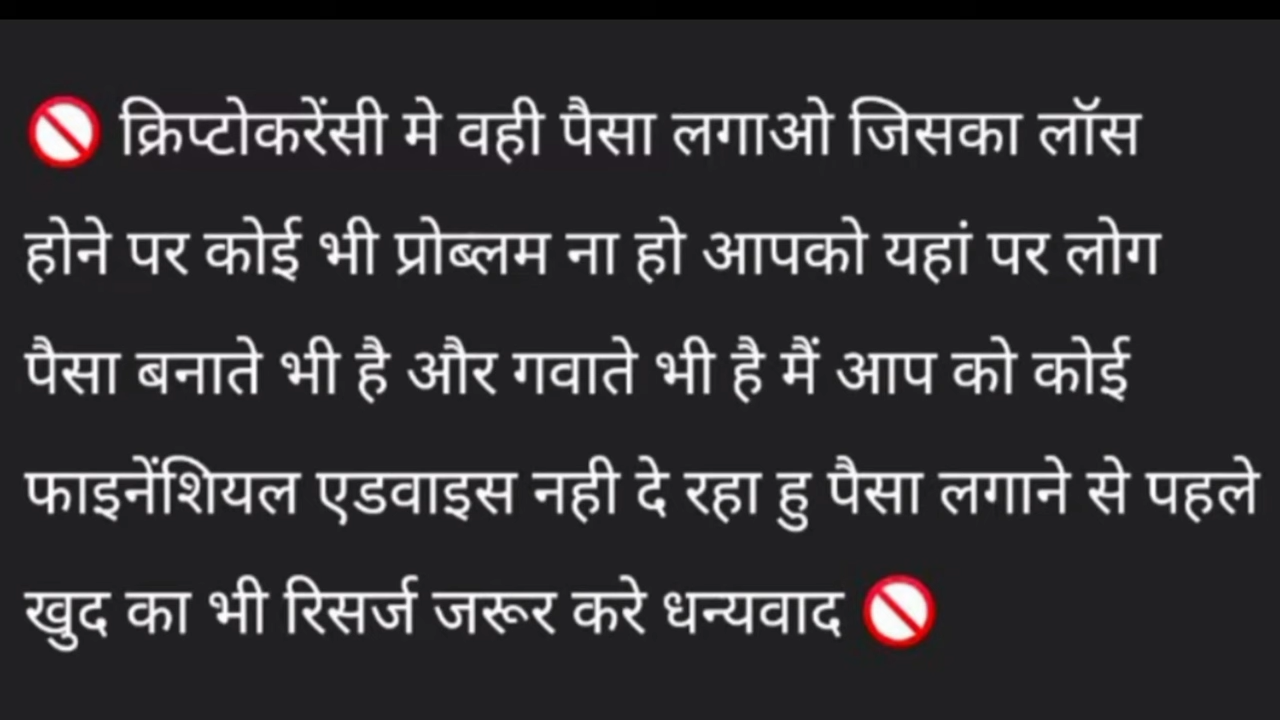 🚫 क्रिप्टोकरेंसी मे वही पैसा लगाओ जिसका लॉस
होने पर कोई भी प्रोब्लम ना हो आपको यहां पर लोग
पैसा बनाते भी है और गवाते भी है मैं आप को कोई
फाइनेंशियल एडवाइस नही दे रहा हु पैसा लगाने से पहले
खुद का भी रिसर्ज जरूर करे धन्यवाद 🚫